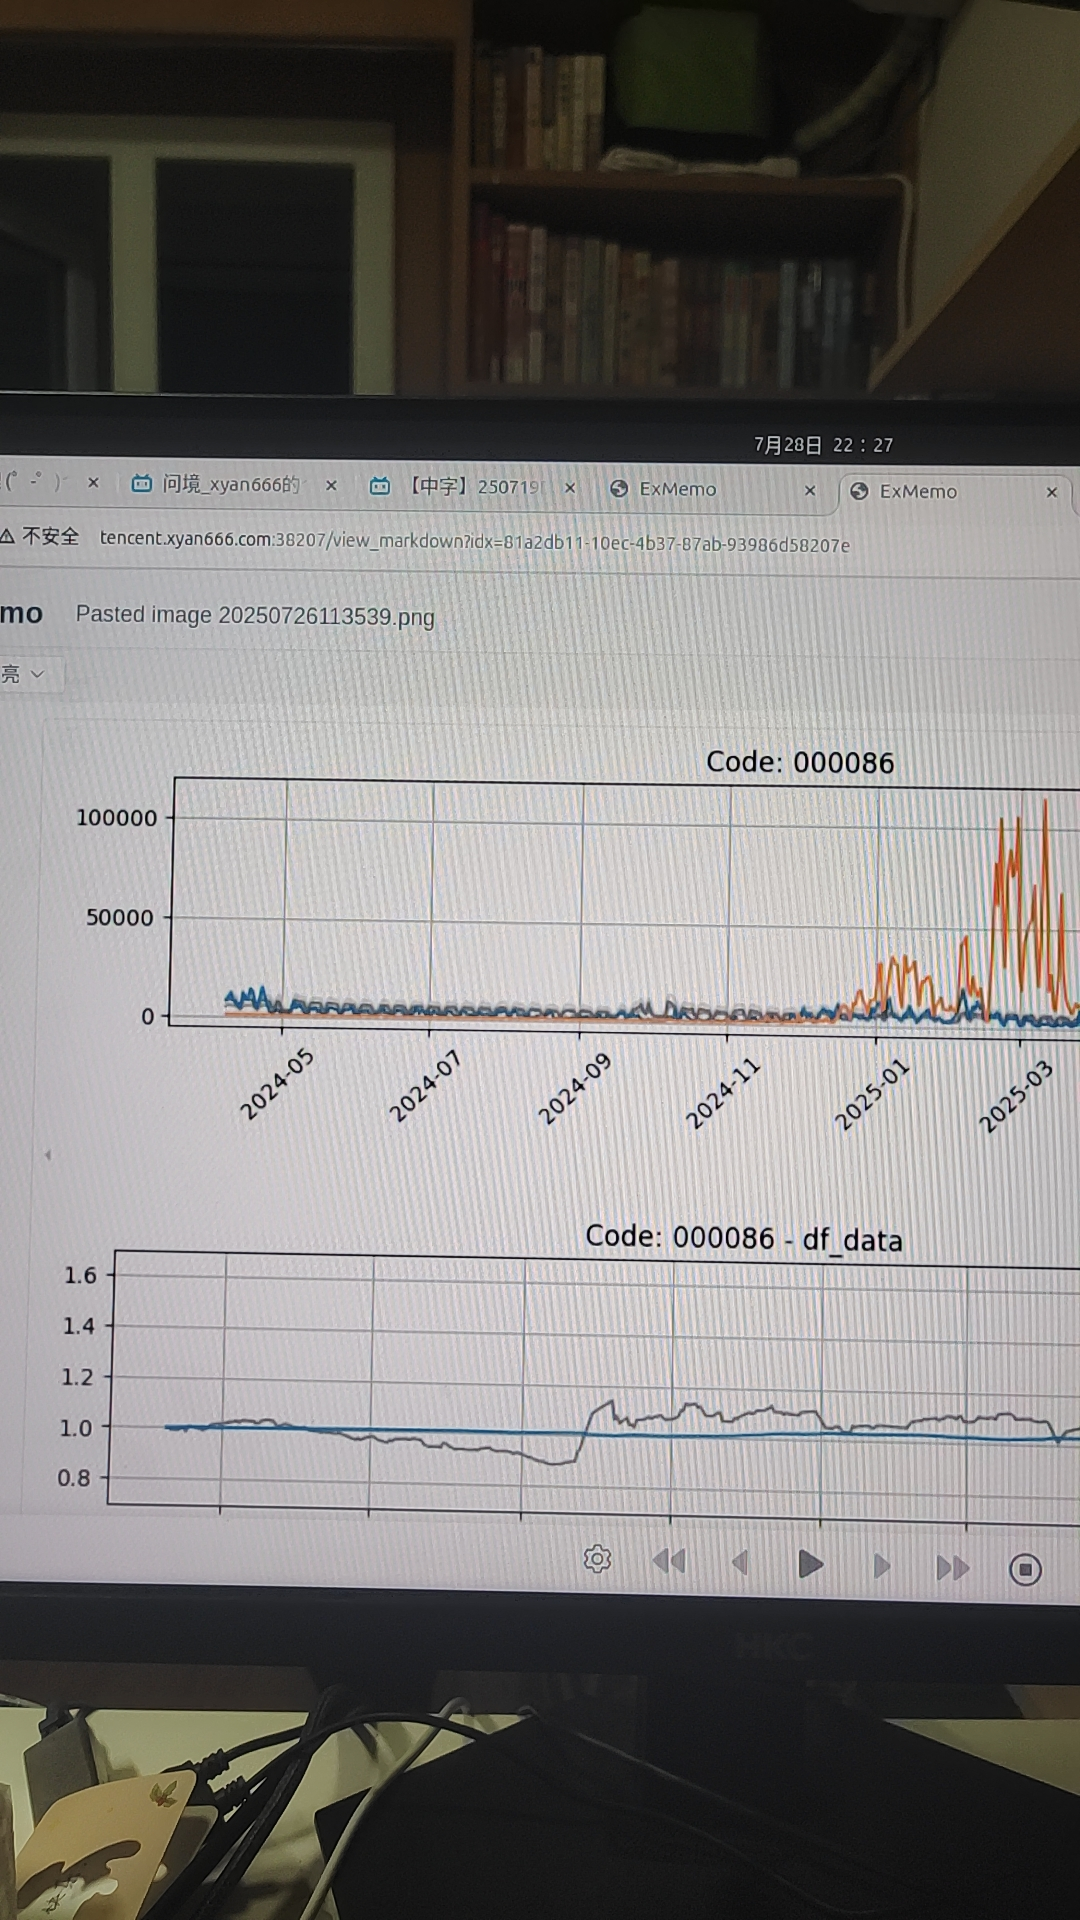 7月28日 22：27
(゜-゜)
问境_xyan666的
【中字】250719
ExMemo
ExMemo
不安全 tencent.xyan666.com:38207/view_markdown?idx=81a2db11-10ec-4b37-87ab-93986d58207e
mo Pasted image 20250726113539.png
亮
Code: 000086
100000
50000
0
2024-05
2024-07
2024-09
2024-11
2025-01
2025-03
Code: 000086 - df_data
1.6
1.4
1.2
1.0
0.8
HKC